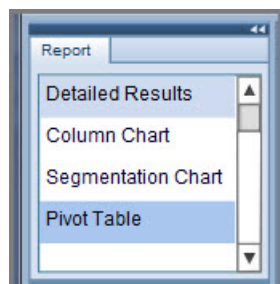 Report
Detailed Results
Column Chart
Segmentation Chart
Pivot Table